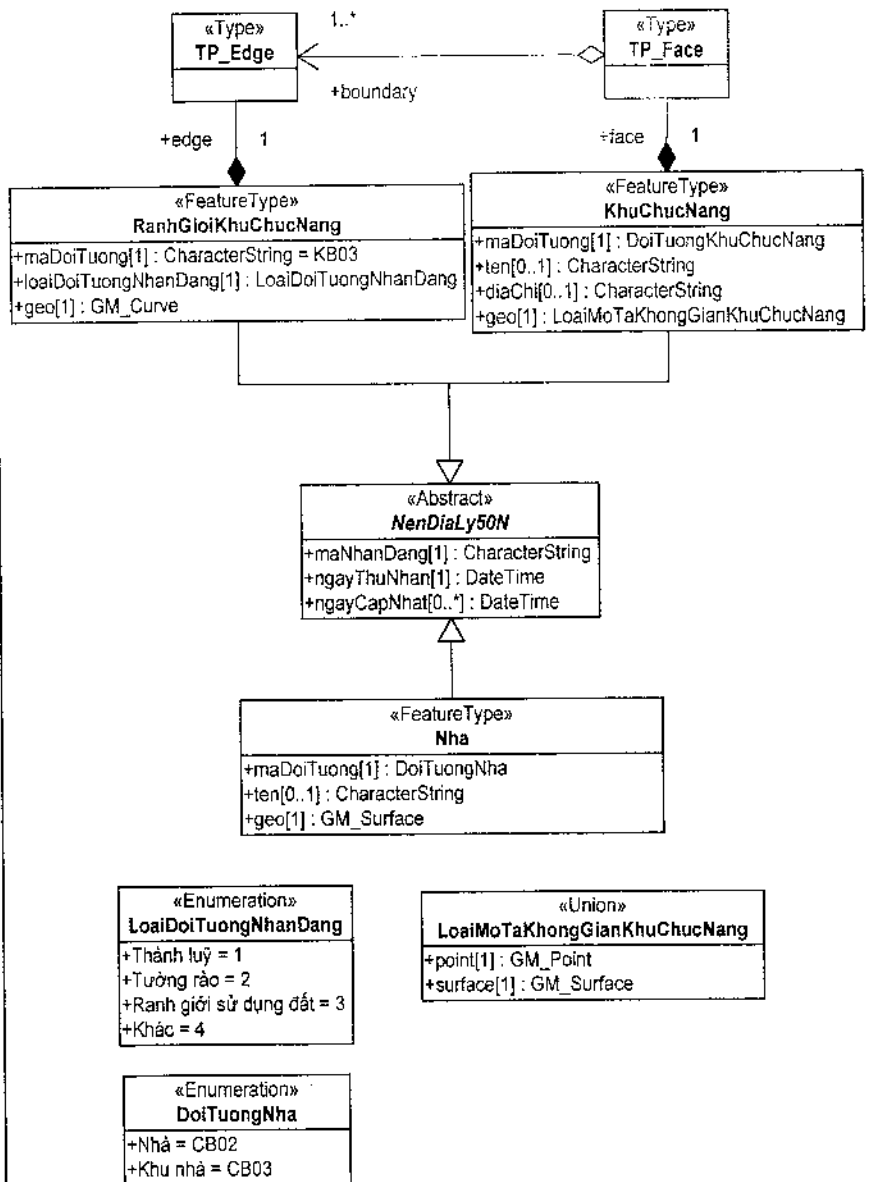 «Type»
TP_Edge
1..*
+boundary
«Type»
TP_Face
+edge 1
+face 1
«FeatureType»
RanhGioiKhuChucNang
+maDoiTuong[1] : CharacterString = KB03
+loaiDoiTuongNhanDang[1] : LoaiDoiTuongNhanDang
+geo[1] : GM_Curve
«FeatureType»
KhuChucNang
+maDoiTuong[1] : DoiTuongKhuChucNang
+ten[0..1] : CharacterString
+diaChi[0..1] : CharacterString
+geo[1] : LoaiMoTaKhongGianKhuChucNang
«Abstract»
NenDiaLy50N
+maNhanDang[1] : CharacterString
+ngayThuNhan[1] : DateTime
+ngayCapNhat[0..*] : DateTime
«FeatureType»
Nha
+maDoiTuong[1] : DoiTuongNha
+ten[0..1] : CharacterString
+geo[1] : GM_Surface
«Enumeration»
LoaiDoiTuongNhanDang
+Thành luỹ = 1
+Tường rào = 2
+Ranh giới sử dụng đất = 3
+Khác = 4
«Union»
LoaiMoTaKhongGianKhuChucNang
+point[1] : GM_Point
+surface[1] : GM_Surface
«Enumeration»
DoiTuongNha
+Nhà = CB02
+Khu nhà = CB03